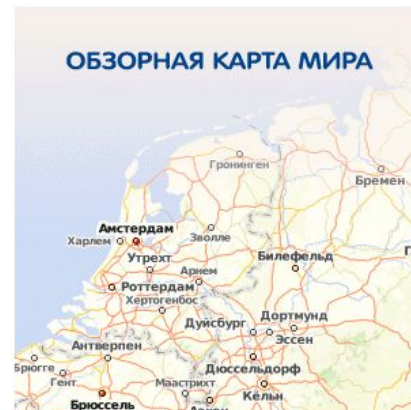 ОБЗОРНАЯ КАРТА МИРА
Гронинген
Бремен
Амстердам
Харлем
Зволле
Утрехт
Билефельд
Арнем
Роттердам
Хертогенбос
Дортмунд
Дуйсбург
Эссен
Антверпен
Брюгге
Дюссельдорф
Гент
Маастрихт
Кёльн
Брюссель